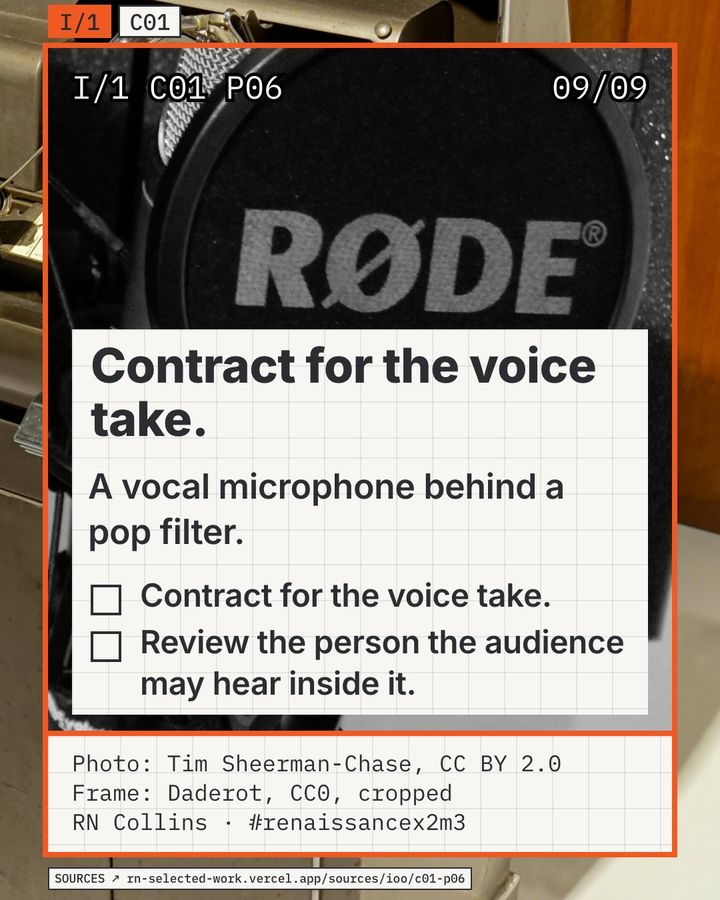 I/1 C01
I/1 C01 P06 09/09
RØDE®
Contract for the voice
take.
A vocal microphone behind a
pop filter.
Contract for the voice take.
Review the person the audience
may hear inside it.
Photo: Tim Sheerman-Chase, CC BY 2.0
Frame: Daderot, CC0, cropped
RN Collins · #renaissancex2m3
SOURCES ↗ rn-selected-work.vercel.app/sources/ioo/c01-p06